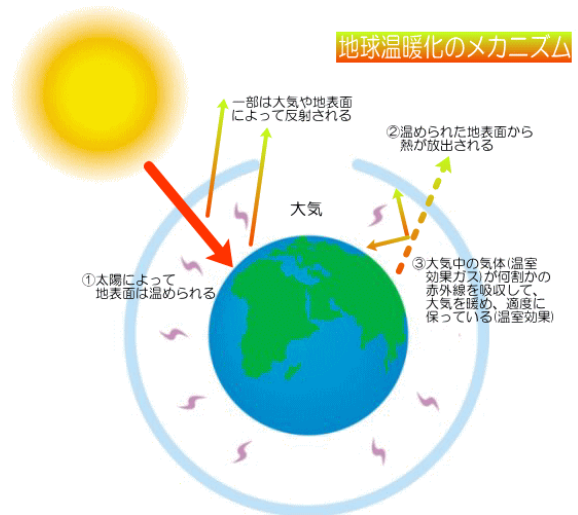 地球温暖化のメカニズム
一部は大気や地表面
によって反射される
②温められた地表面から
熱が放出される
大気
①太陽によって
地表面は温められる
③大気中の気体(温室
効果ガス)が何割かの
赤外線を吸収して、
大気を暖め、適度に
保っている(温室効果)